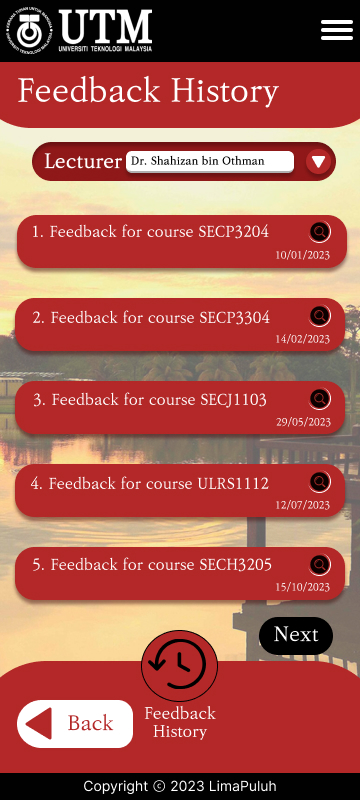 UTM
UNIVERSITI TEKNOLOGI MALAYSIA
Feedback History
Lecturer Dr. Shahizan bin Othman
1. Feedback for course SECP3204
10/01/2023
2. Feedback for course SECP3304
14/02/2023
3. Feedback for course SECJ1103
29/05/2023
4. Feedback for course ULRS1112
12/07/2023
5. Feedback for course SECH3205
15/10/2023
Next
Feedback
History
Back
Copyright © 2023 LimaPuluh